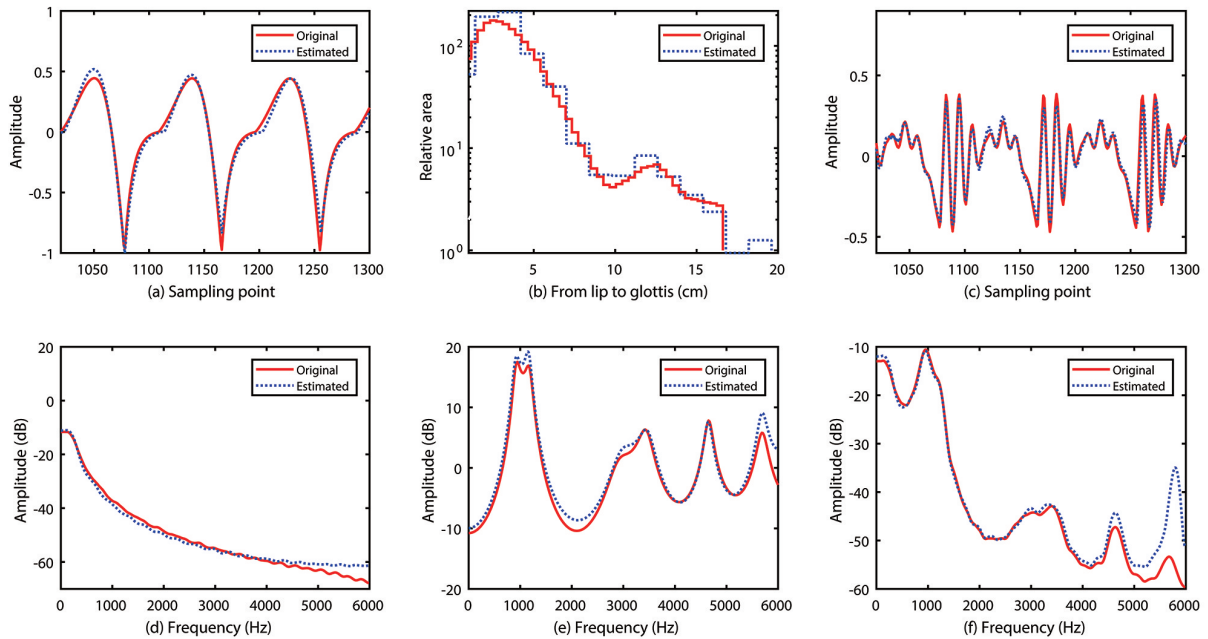 1
0.5
0
-0.5
-1
Amplitude
Original
Estimated
1050 1100 1150 1200 1250 1300
(a) Sampling point
10²
10¹
10⁰
Relative area
Original
Estimated
5 10 15 20
(b) From lip to glottis (cm)
0.5
0
-0.5
Amplitude
Original
Estimated
1050 1100 1150 1200 1250 1300
(c) Sampling point
20
0
-20
-40
-60
Amplitude (dB)
Original
Estimated
0 1000 2000 3000 4000 5000 6000
(d) Frequency (Hz)
20
10
0
-10
-20
Amplitude (dB)
Original
Estimated
0 1000 2000 3000 4000 5000 6000
(e) Frequency (Hz)
-10
-20
-30
-40
-50
-60
Amplitude (dB)
Original
Estimated
0 1000 2000 3000 4000 5000 6000
(f) Frequency (Hz)